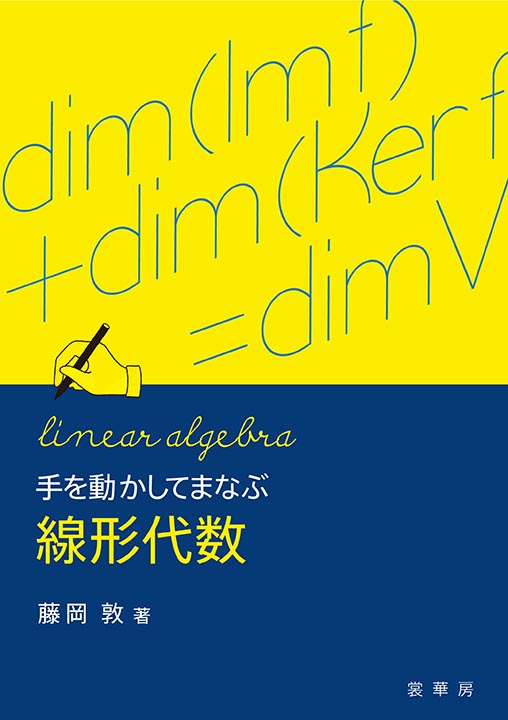 dim(Im f)
+dim(Ker f
=dim V
linear algebra
手を動かしてまなぶ
線形代数
藤岡 敦 著
裳華房